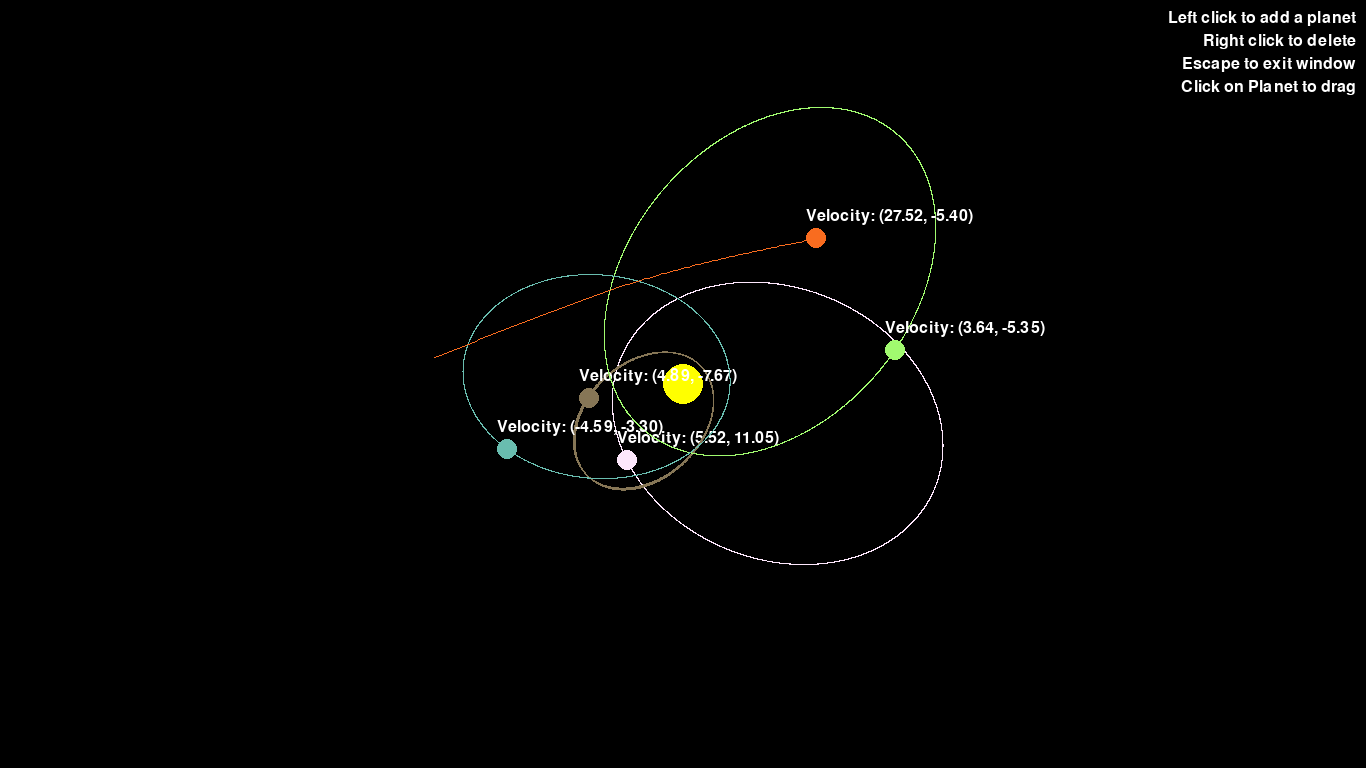 Left click to add a planet
Right click to delete
Escape to exit window
Click on Planet to drag
Velocity: (27.52, -5.40)
Velocity: (3.64, -5.35)
Velocity: (4.89, -7.67)
Velocity: (-4.59, -3.30)
Velocity: (5.52, 11.05)